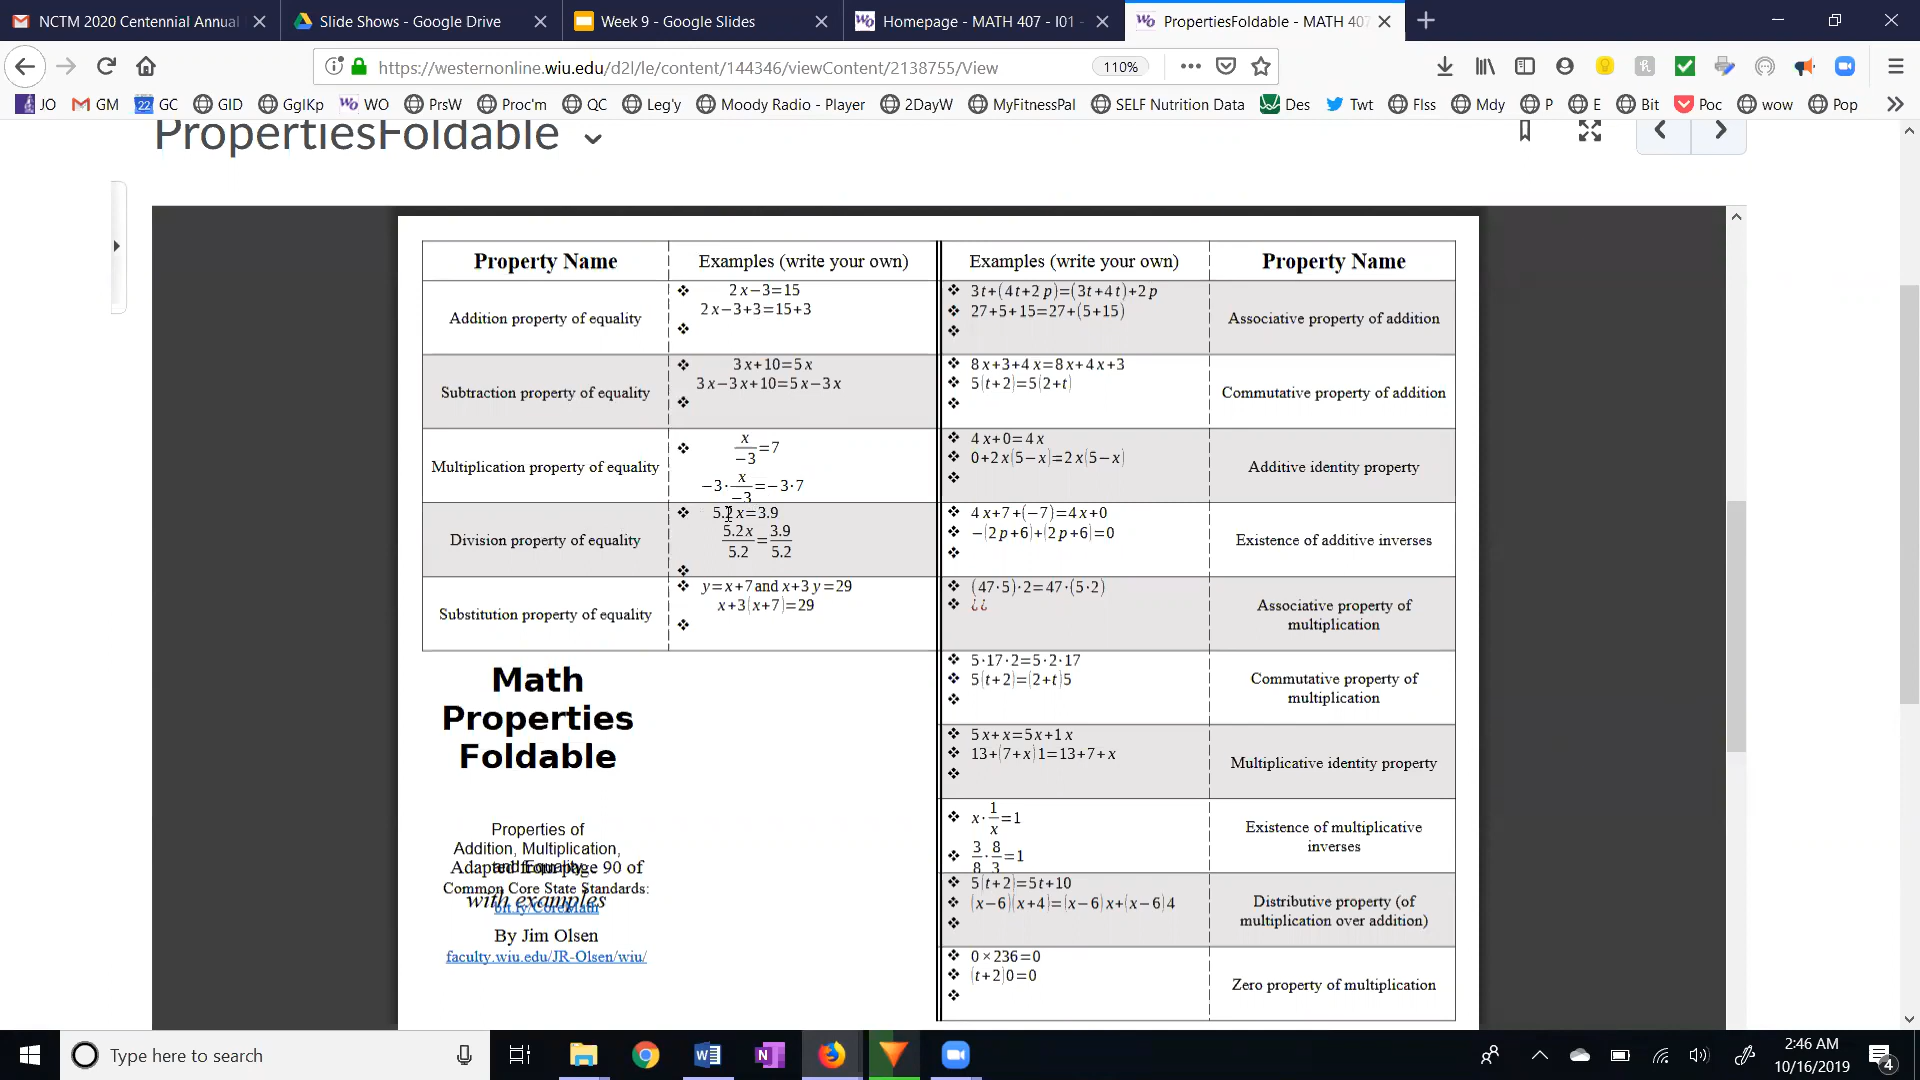 NCTM 2020 Centennial Annual
Slide Shows - Google Drive
Week 9 - Google Slides
Homepage - MATH 407 - I01 -
PropertiesFoldable - MATH 407
https://westernonline.wiu.edu/d2l/le/content/144346/viewContent/2138755/View
110%
JO GM GC GID GglKp WO PrsW Proc'm QC Leg'y Moody Radio - Player 2DayW MyFitnessPal SELF Nutrition Data Des Twt Flss Mdy P E Bit Poc wow Pop
PropertiesFoldable
Property Name
Examples (write your own)
Examples (write your own)
Property Name
Addition property of equality
❖ 2x−3=15
2x−3+3=15+3
❖
❖ 3t+(4t+2p)=(3t+4t)+2p
❖ 27+5+15=27+(5+15)
❖
Associative property of addition
Subtraction property of equality
❖ 3x+10=5x
3x−3x+10=5x−3x
❖
❖ 8x+3+4x=8x+4x+3
❖ 5(t+2)=5(2+t)
❖
Commutative property of addition
Multiplication property of equality
❖ x/−3=7
−3·x/−3=−3·7
❖ 4x+0=4x
❖ 0+2x(5−x)=2x(5−x)
❖
Additive identity property
Division property of equality
❖ 5.2x=3.9
5.2x/5.2=3.9/5.2
❖
❖ 4x+7+(−7)=4x+0
❖ −(2p+6)+(2p+6)=0
❖
Existence of additive inverses
Substitution property of equality
❖ y=x+7 and x+3y=29
x+3(x+7)=29
❖
❖ (47·5)·2=47·(5·2)
❖ ¿¿
Associative property of
multiplication
❖ 5·17·2=5·2·17
❖ 5(t+2)=(2+t)5
❖
Commutative property of
multiplication
❖ 5x+x=5x+1x
❖ 13+(7+x)1=13+7+x
❖
Multiplicative identity property
❖ x·1/x=1
❖ 3/8·8/3=1
Existence of multiplicative
inverses
❖ 5(t+2)=5t+10
❖ (x−6)(x+4)=(x−6)x+(x−6)4
❖
Distributive property (of
multiplication over addition)
❖ 0×236=0
❖ (t+2)0=0
❖
Zero property of multiplication
Math
Properties
Foldable
Properties of
Addition, Multiplication,
and Equality
Adapted from page 90 of
Common Core State Standards:
with examples
bit.ly/CoreMath
By Jim Olsen
faculty.wiu.edu/JR-Olsen/wiu/
Type here to search
2:46 AM
10/16/2019
4